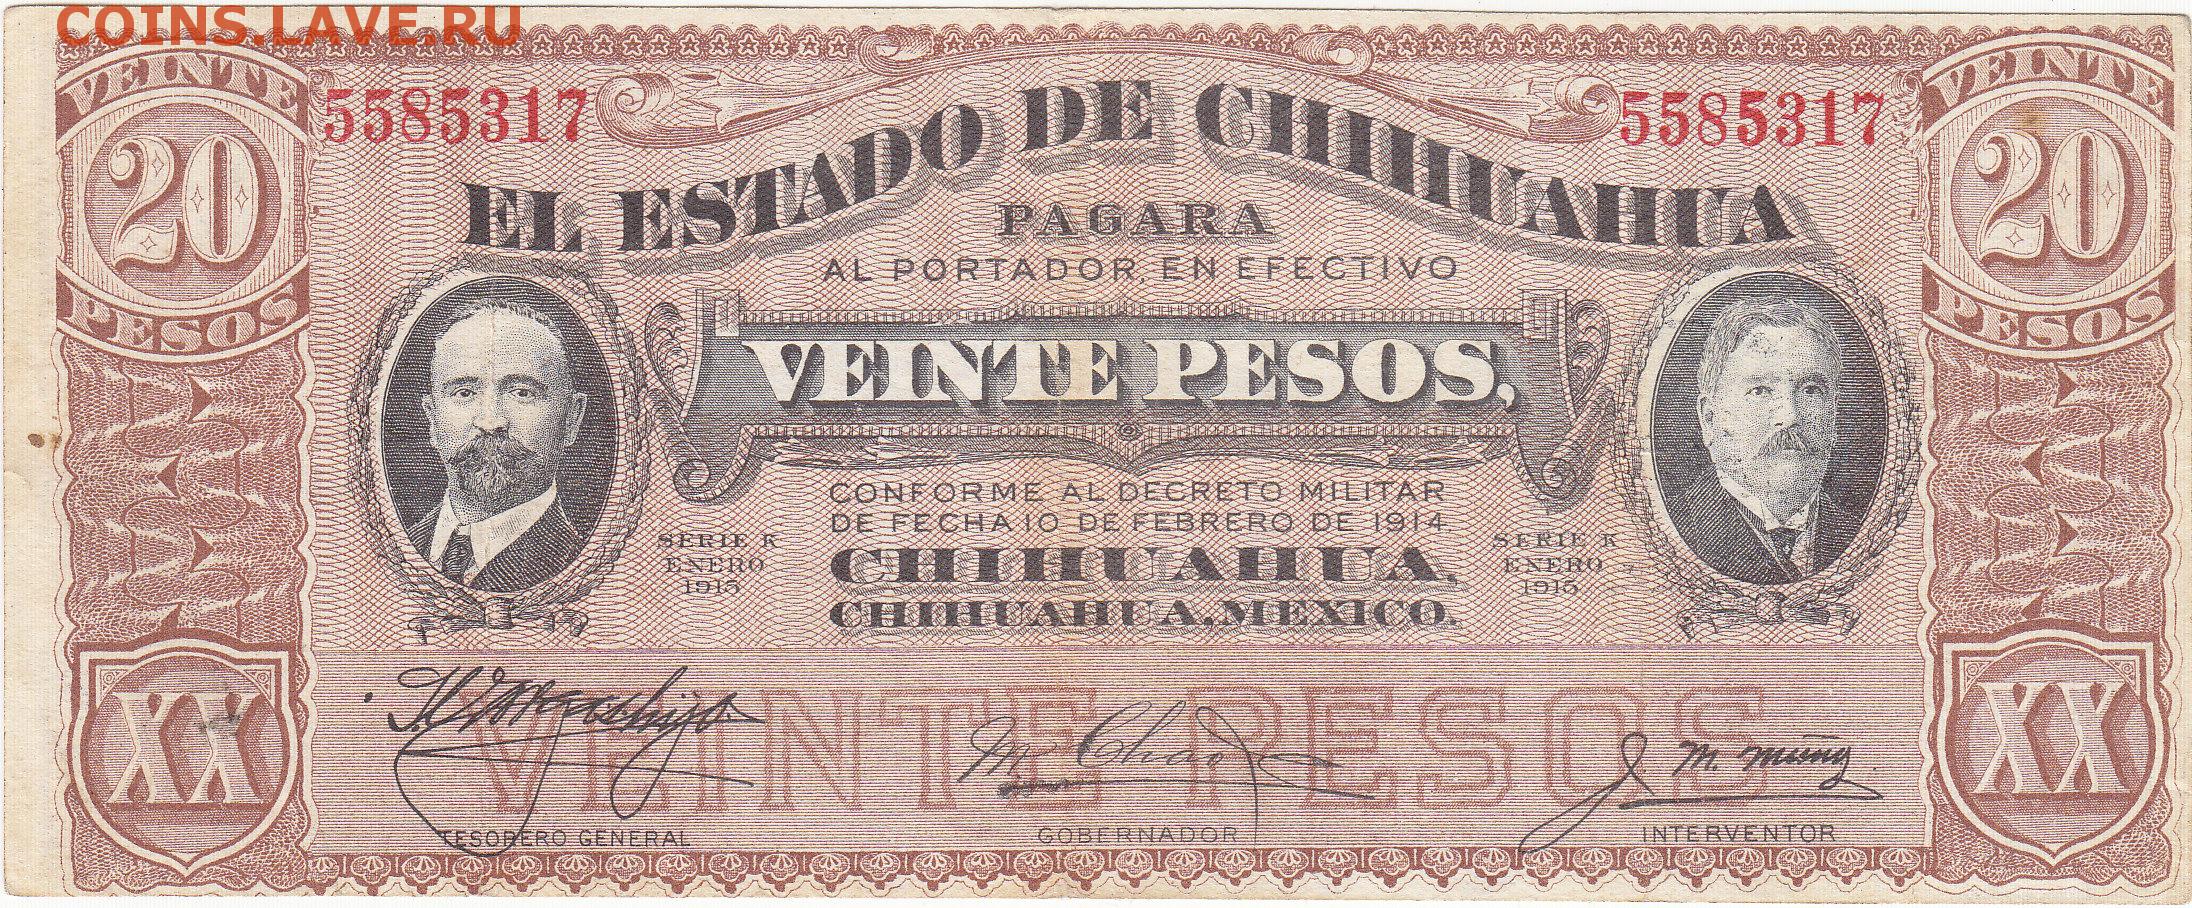 COINS.LAVE.RU
VEINTE
20
PESOS
5585317
5585317
VEINTE
20
PESOS
EL ESTADO DE CHIHUAHUA
PAGARA
AL PORTADOR, EN EFECTIVO
VEINTE PESOS,
CONFORME AL DECRETO MILITAR
DE FECHA 10 DE FEBRERO DE 1914.
SERIE K
ENERO
1915
SERIE K
ENERO
1915
CHIHUAHUA,
CHIHUAHUA, MEXICO.
XX
VEINTE PESOS
XX
M Chao
TESORERO GENERAL
GOBERNADOR
INTERVENTOR